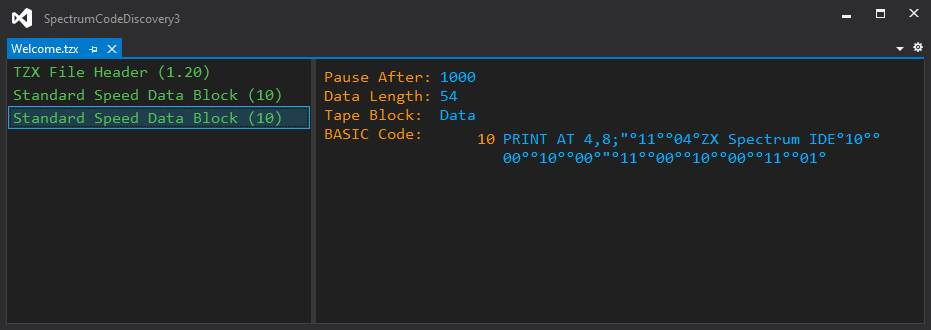 SpectrumCodeDiscovery3
Welcome.tzx
TZX File Header (1.20)
Standard Speed Data Block (10)
Standard Speed Data Block (10)
Pause After: 1000
Data Length: 54
Tape Block: Data
BASIC Code:
10 PRINT AT 4,8;"°11°°04°ZX Spectrum IDE°10°°
00°°10°°00°"°11°°00°°10°°00°°11°°01°